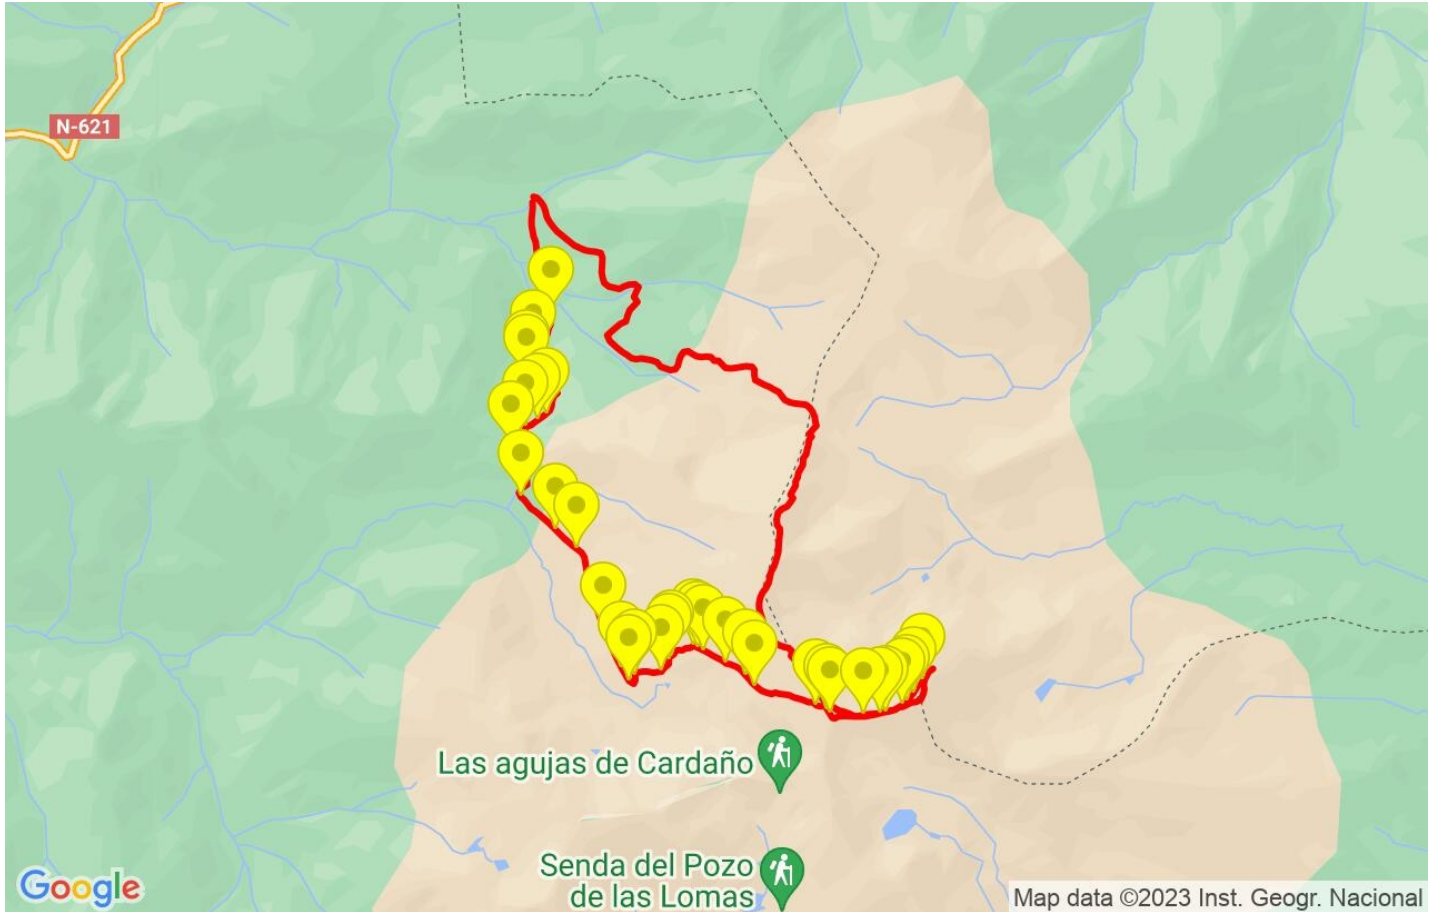 N-621
Las agujas de Cardaño
Senda del Pozo
de las Lomas
Google
Map data ©2023 Inst. Geogr. Nacional